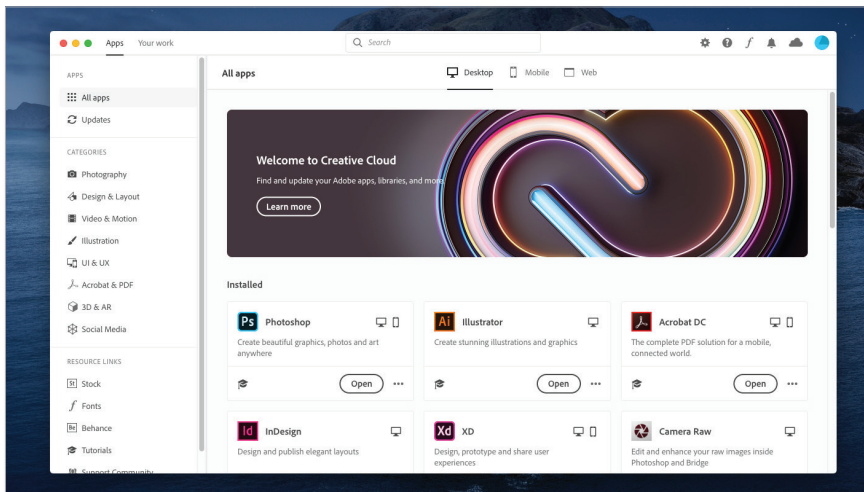 Apps Your work
Search
APPS
All apps
Updates
CATEGORIES
Photography
Design & Layout
Video & Motion
Illustration
UI & UX
Acrobat & PDF
3D & AR
Social Media
RESOURCE LINKS
St Stock
Fonts
Be Behance
Tutorials
Support Community
All apps
Desktop Mobile Web
Welcome to Creative Cloud
Find and update your Adobe apps, libraries, and more.
Learn more
Installed
Ps Photoshop
Create beautiful graphics, photos and art
anywhere
Open
Ai Illustrator
Create stunning illustrations and graphics
Open
Acrobat DC
The complete PDF solution for a mobile,
connected world.
Open
Id InDesign
Design and publish elegant layouts
Xd XD
Design, prototype and share user
experiences
Camera Raw
Edit and enhance your raw images inside
Photoshop and Bridge